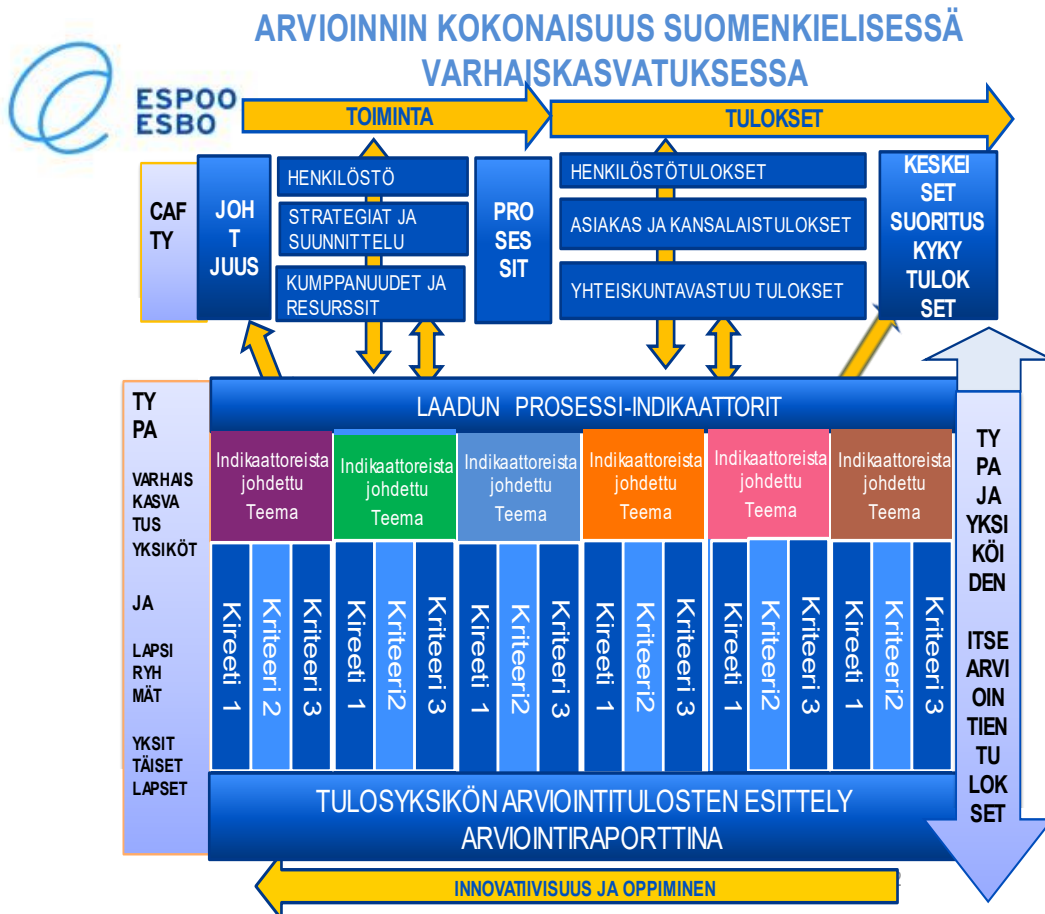 ARVIOINNIN KOKONAISUUS SUOMENKIELISESSÄ
VARHAISKASVATUKSESSA
ESPOO
ESBO
TOIMINTA
TULOKSET
CAF
TY
JOH
T
JUUS
HENKILÖSTÖ
STRATEGIAT JA
SUUNNITTELU
KUMPPANUUDET JA
RESURSSIT
PRO
SES
SIT
HENKILÖSTÖTULOKSET
ASIAKAS JA KANSALAISTULOKSET
YHTEISKUNTAVASTUU TULOKSET
KESKEI
SET
SUORITUS
KYKY
TULOK
SET
TY
PA
VARHAIS
KASVA
TUS
YKSIKÖT
JA
LAPSI
RYH
MÄT
YKSIT
TÄISET
LAPSET
LAADUN PROSESSI-INDIKAATTORIT
Indikaattoreista
johdettu
Teema
Indikaattoreista
johdettu
Teema
Indikaattoreista
johdettu
Teema
Indikaattoreista
johdettu
Teema
Indikaattoreista
johdettu
Teema
Indikaattoreista
johdettu
Teema
Kireeti 1
Kriteeri 2
Kriteeri 3
Kireeti 1
Kriteeri2
Kriteeri 3
Kireeti 1
Kriteeri2
Kriteeri 3
Kireeti 1
Kriteeri2
Kriteeri 3
Kireeti 1
Kriteeri2
Kriteeri 3
Kireeti 1
Kriteeri2
Kriteeri 3
TY
PA JA
YKSI
KÖI
DEN
ITSE
ARVI
OIN
TIEN
TU
LOK
SET
TULOSYKSIKÖN ARVIOINTITULOSTEN ESITTELY
ARVIOINTIRAPORTTINA
INNOVATIIVISUUS JA OPPIMINEN